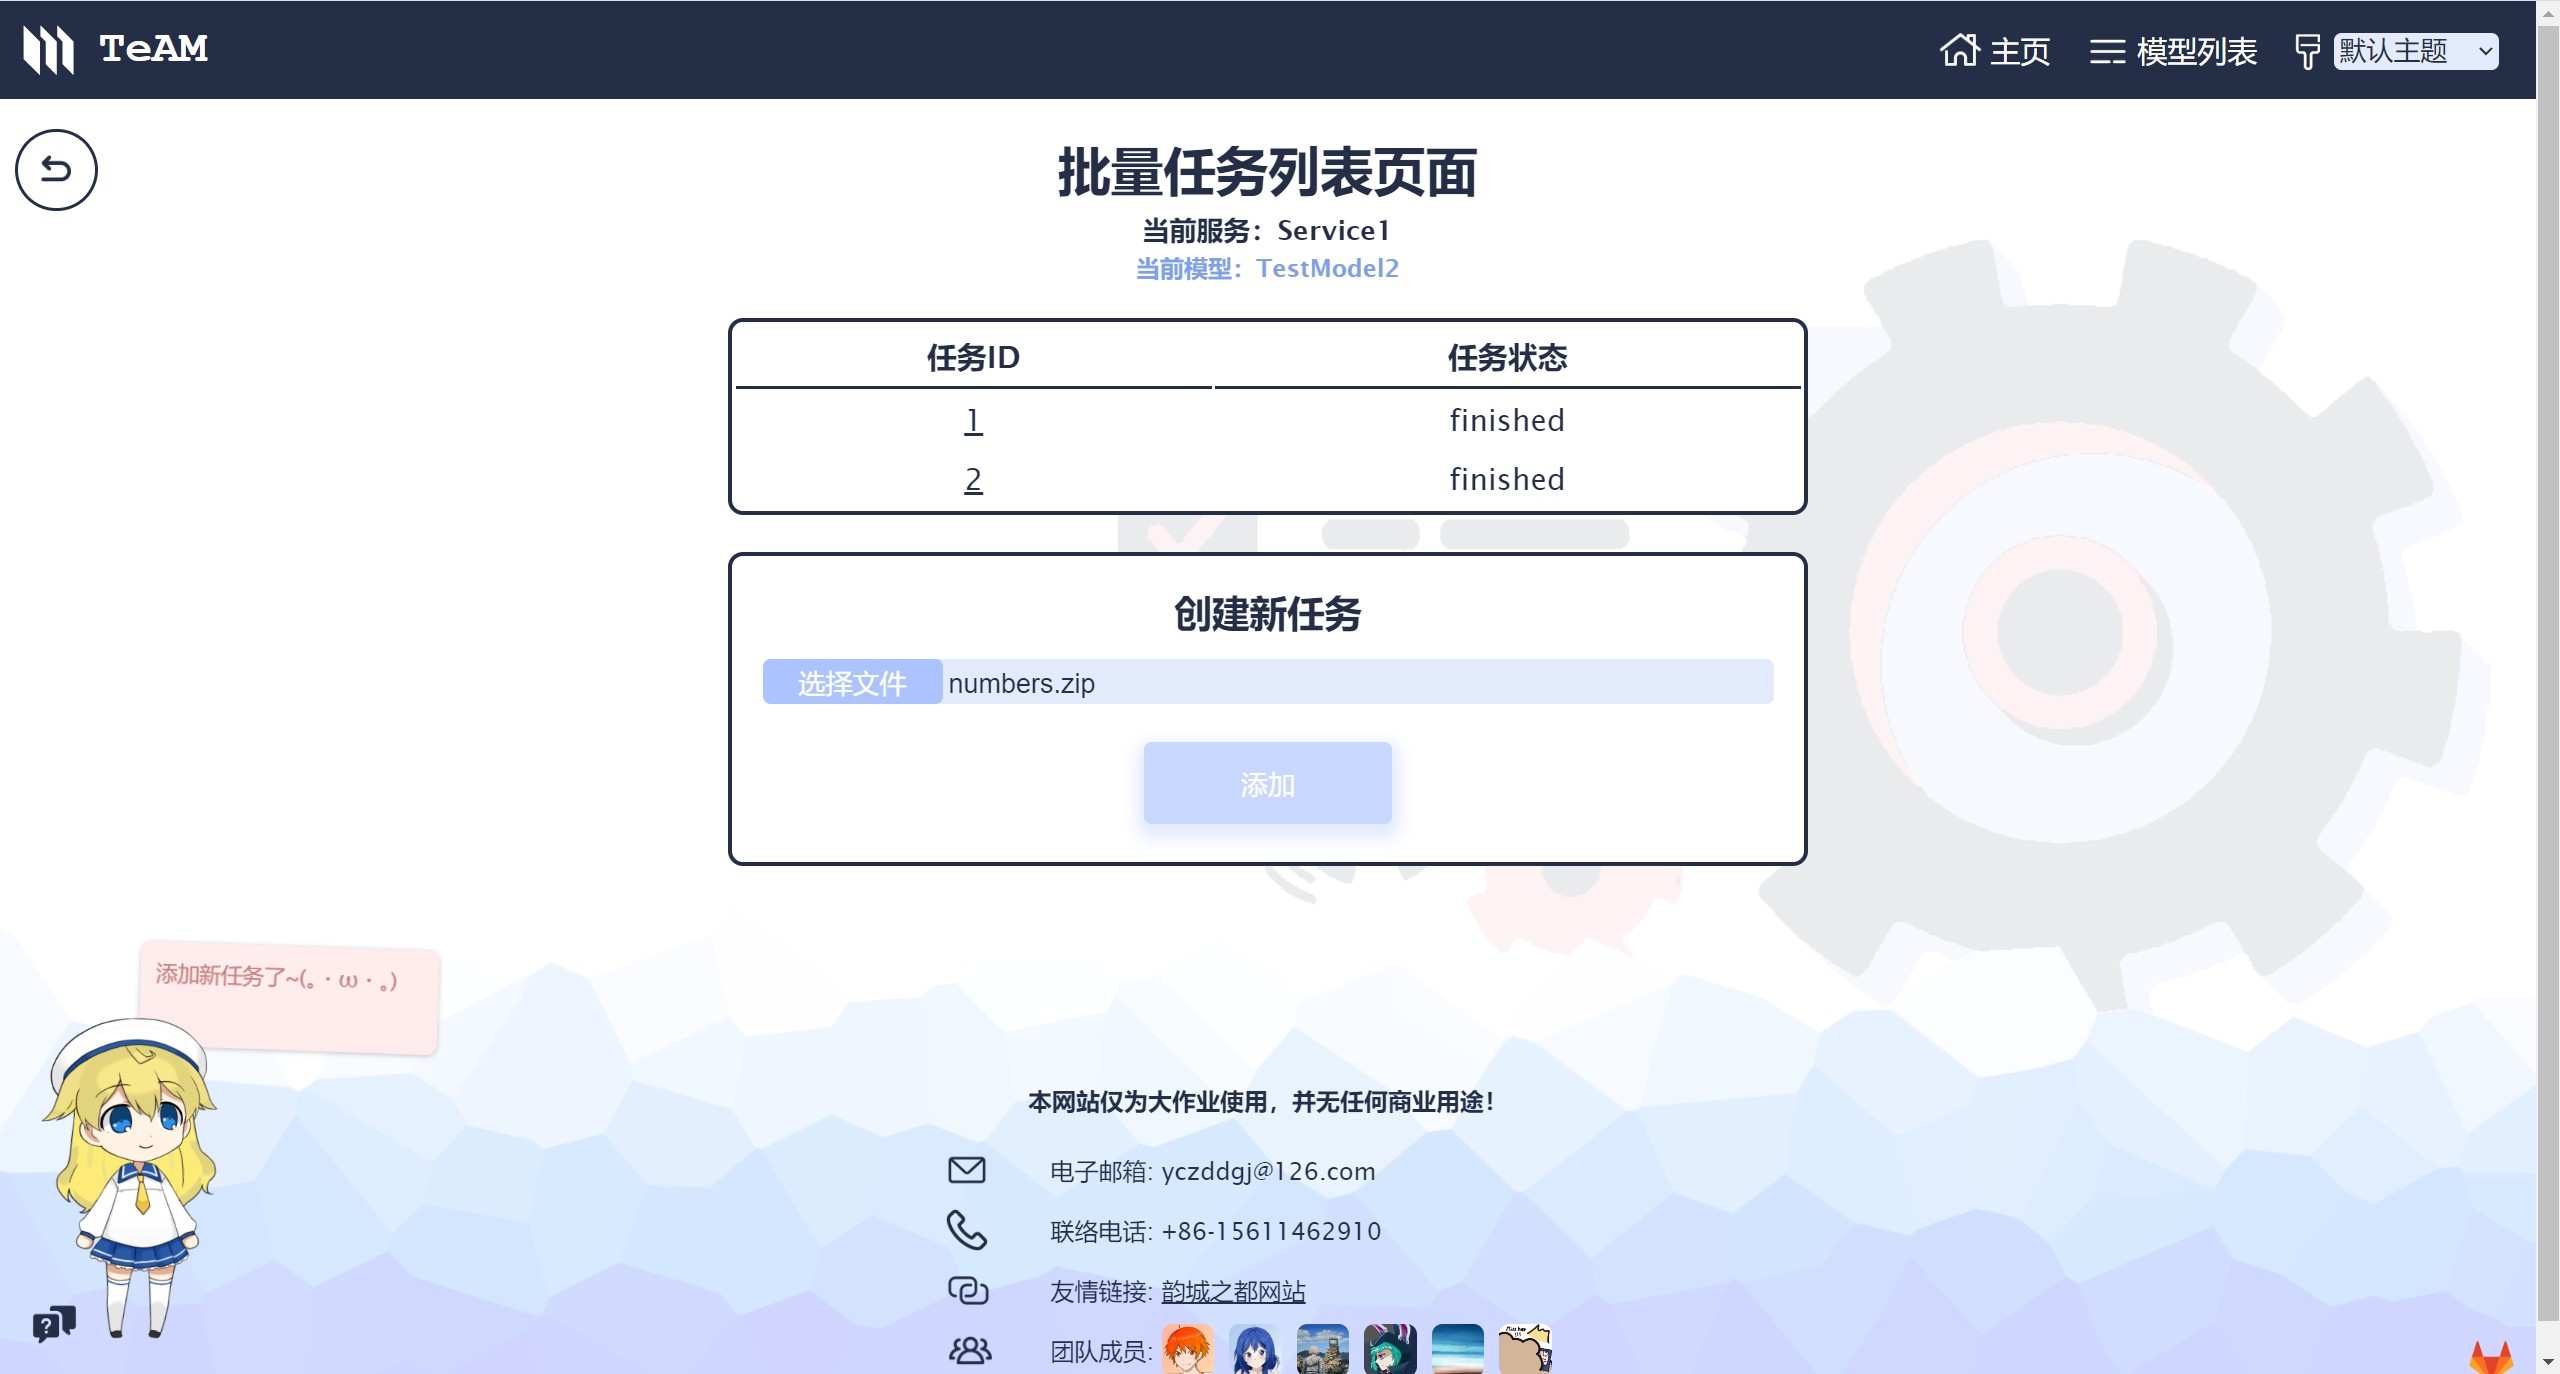 TeAM
主页
模型列表
默认主题
批量任务列表页面
当前服务：Service1
当前模型：TestModel2
任务ID 任务状态
1 finished
2 finished
创建新任务
选择文件 numbers.zip
添加
添加新任务了~(。· ω · 。)
本网站仅为大作业使用，并无任何商业用途！
电子邮箱: yczddgj@126.com
联络电话: +86-15611462910
友情链接: 韵城之都网站
团队成员: